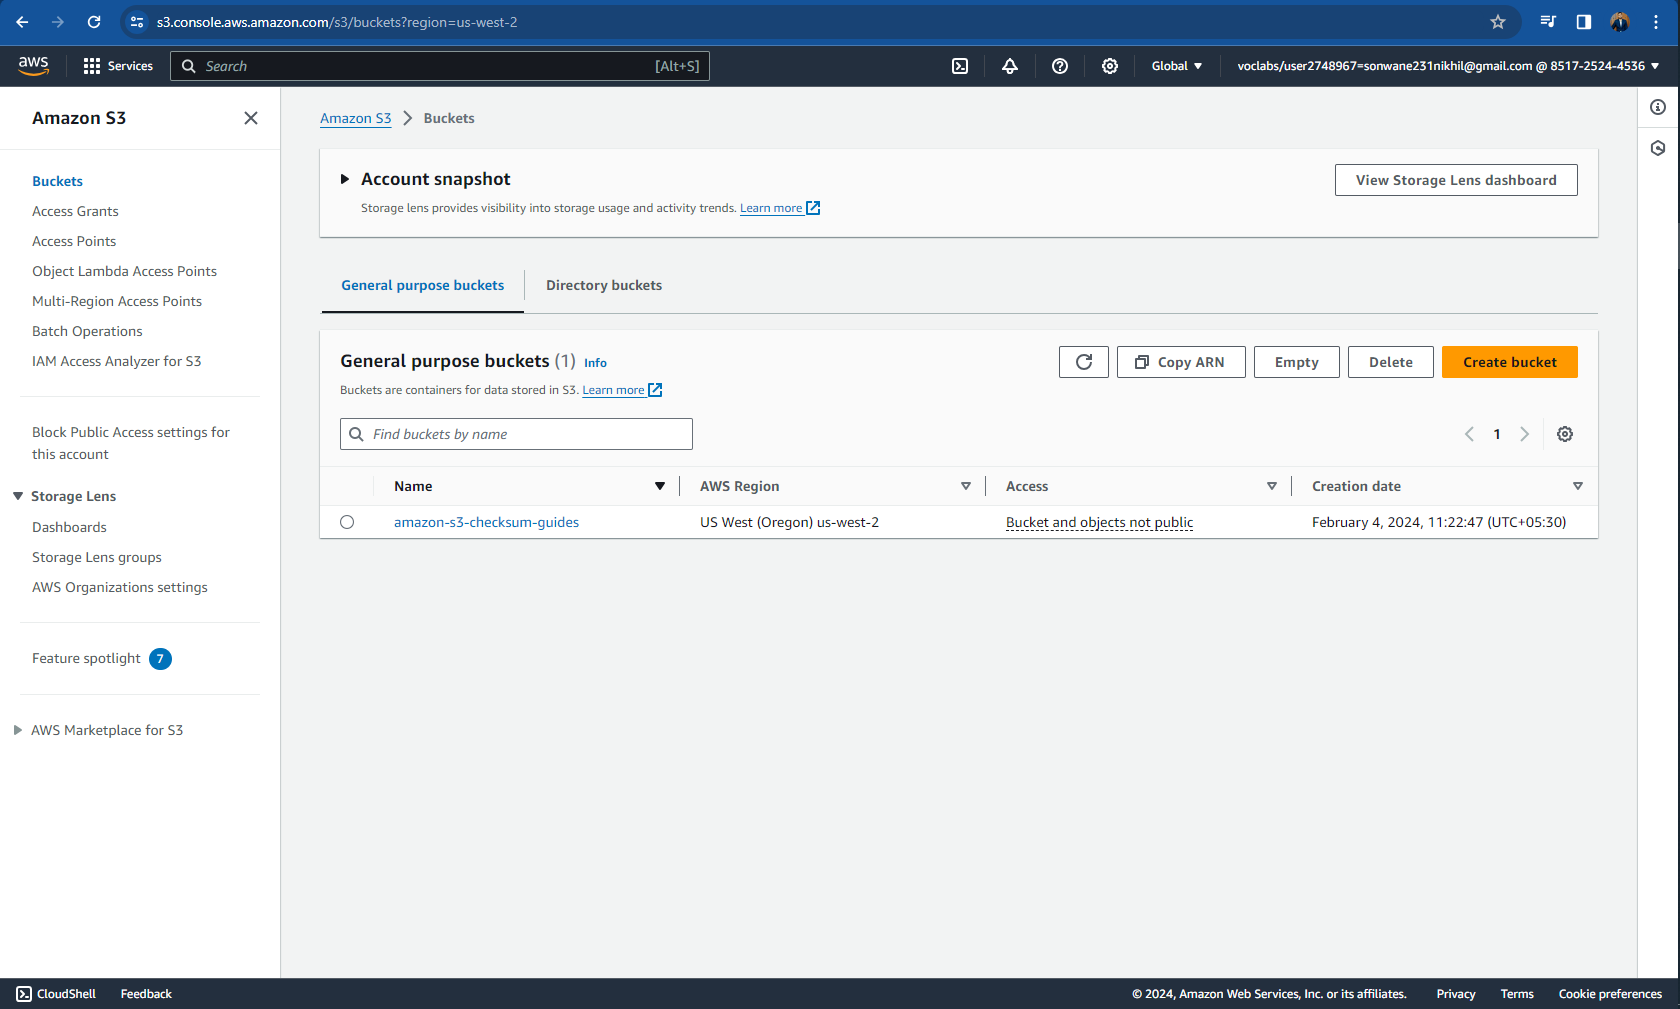 s3.console.aws.amazon.com/s3/buckets?region=us-west-2
aws
Services
Search
[Alt+S]
Global
voclabs/user2748967=sonwane231nikhil@gmail.com @ 8517-2524-4536
Amazon S3
Buckets
Access Grants
Access Points
Object Lambda Access Points
Multi-Region Access Points
Batch Operations
IAM Access Analyzer for S3
Block Public Access settings for
this account
Storage Lens
Dashboards
Storage Lens groups
AWS Organizations settings
Feature spotlight 7
AWS Marketplace for S3
Amazon S3 Buckets
Account snapshot
Storage lens provides visibility into storage usage and activity trends. Learn more
View Storage Lens dashboard
General purpose buckets
Directory buckets
General purpose buckets (1) Info
Buckets are containers for data stored in S3. Learn more
Copy ARN
Empty
Delete
Create bucket
Find buckets by name
1
Name AWS Region Access Creation date
amazon-s3-checksum-guides US West (Oregon) us-west-2 Bucket and objects not public February 4, 2024, 11:22:47 (UTC+05:30)
CloudShell Feedback © 2024, Amazon Web Services, Inc. or its affiliates. Privacy Terms Cookie preferences